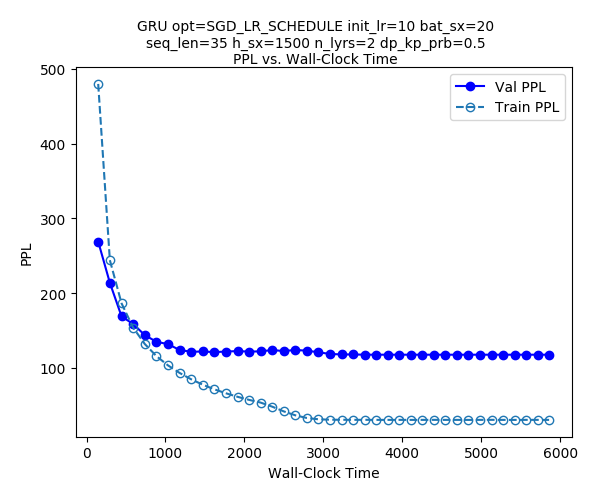 GRU opt=SGD_LR_SCHEDULE init_lr=10 bat_sx=20
seq_len=35 h_sx=1500 n_lyrs=2 dp_kp_prb=0.5
PPL vs. Wall-Clock Time
500
Val PPL
Train PPL
400
300
PPL
200
100
0 1000 2000 3000 4000 5000 6000
Wall-Clock Time